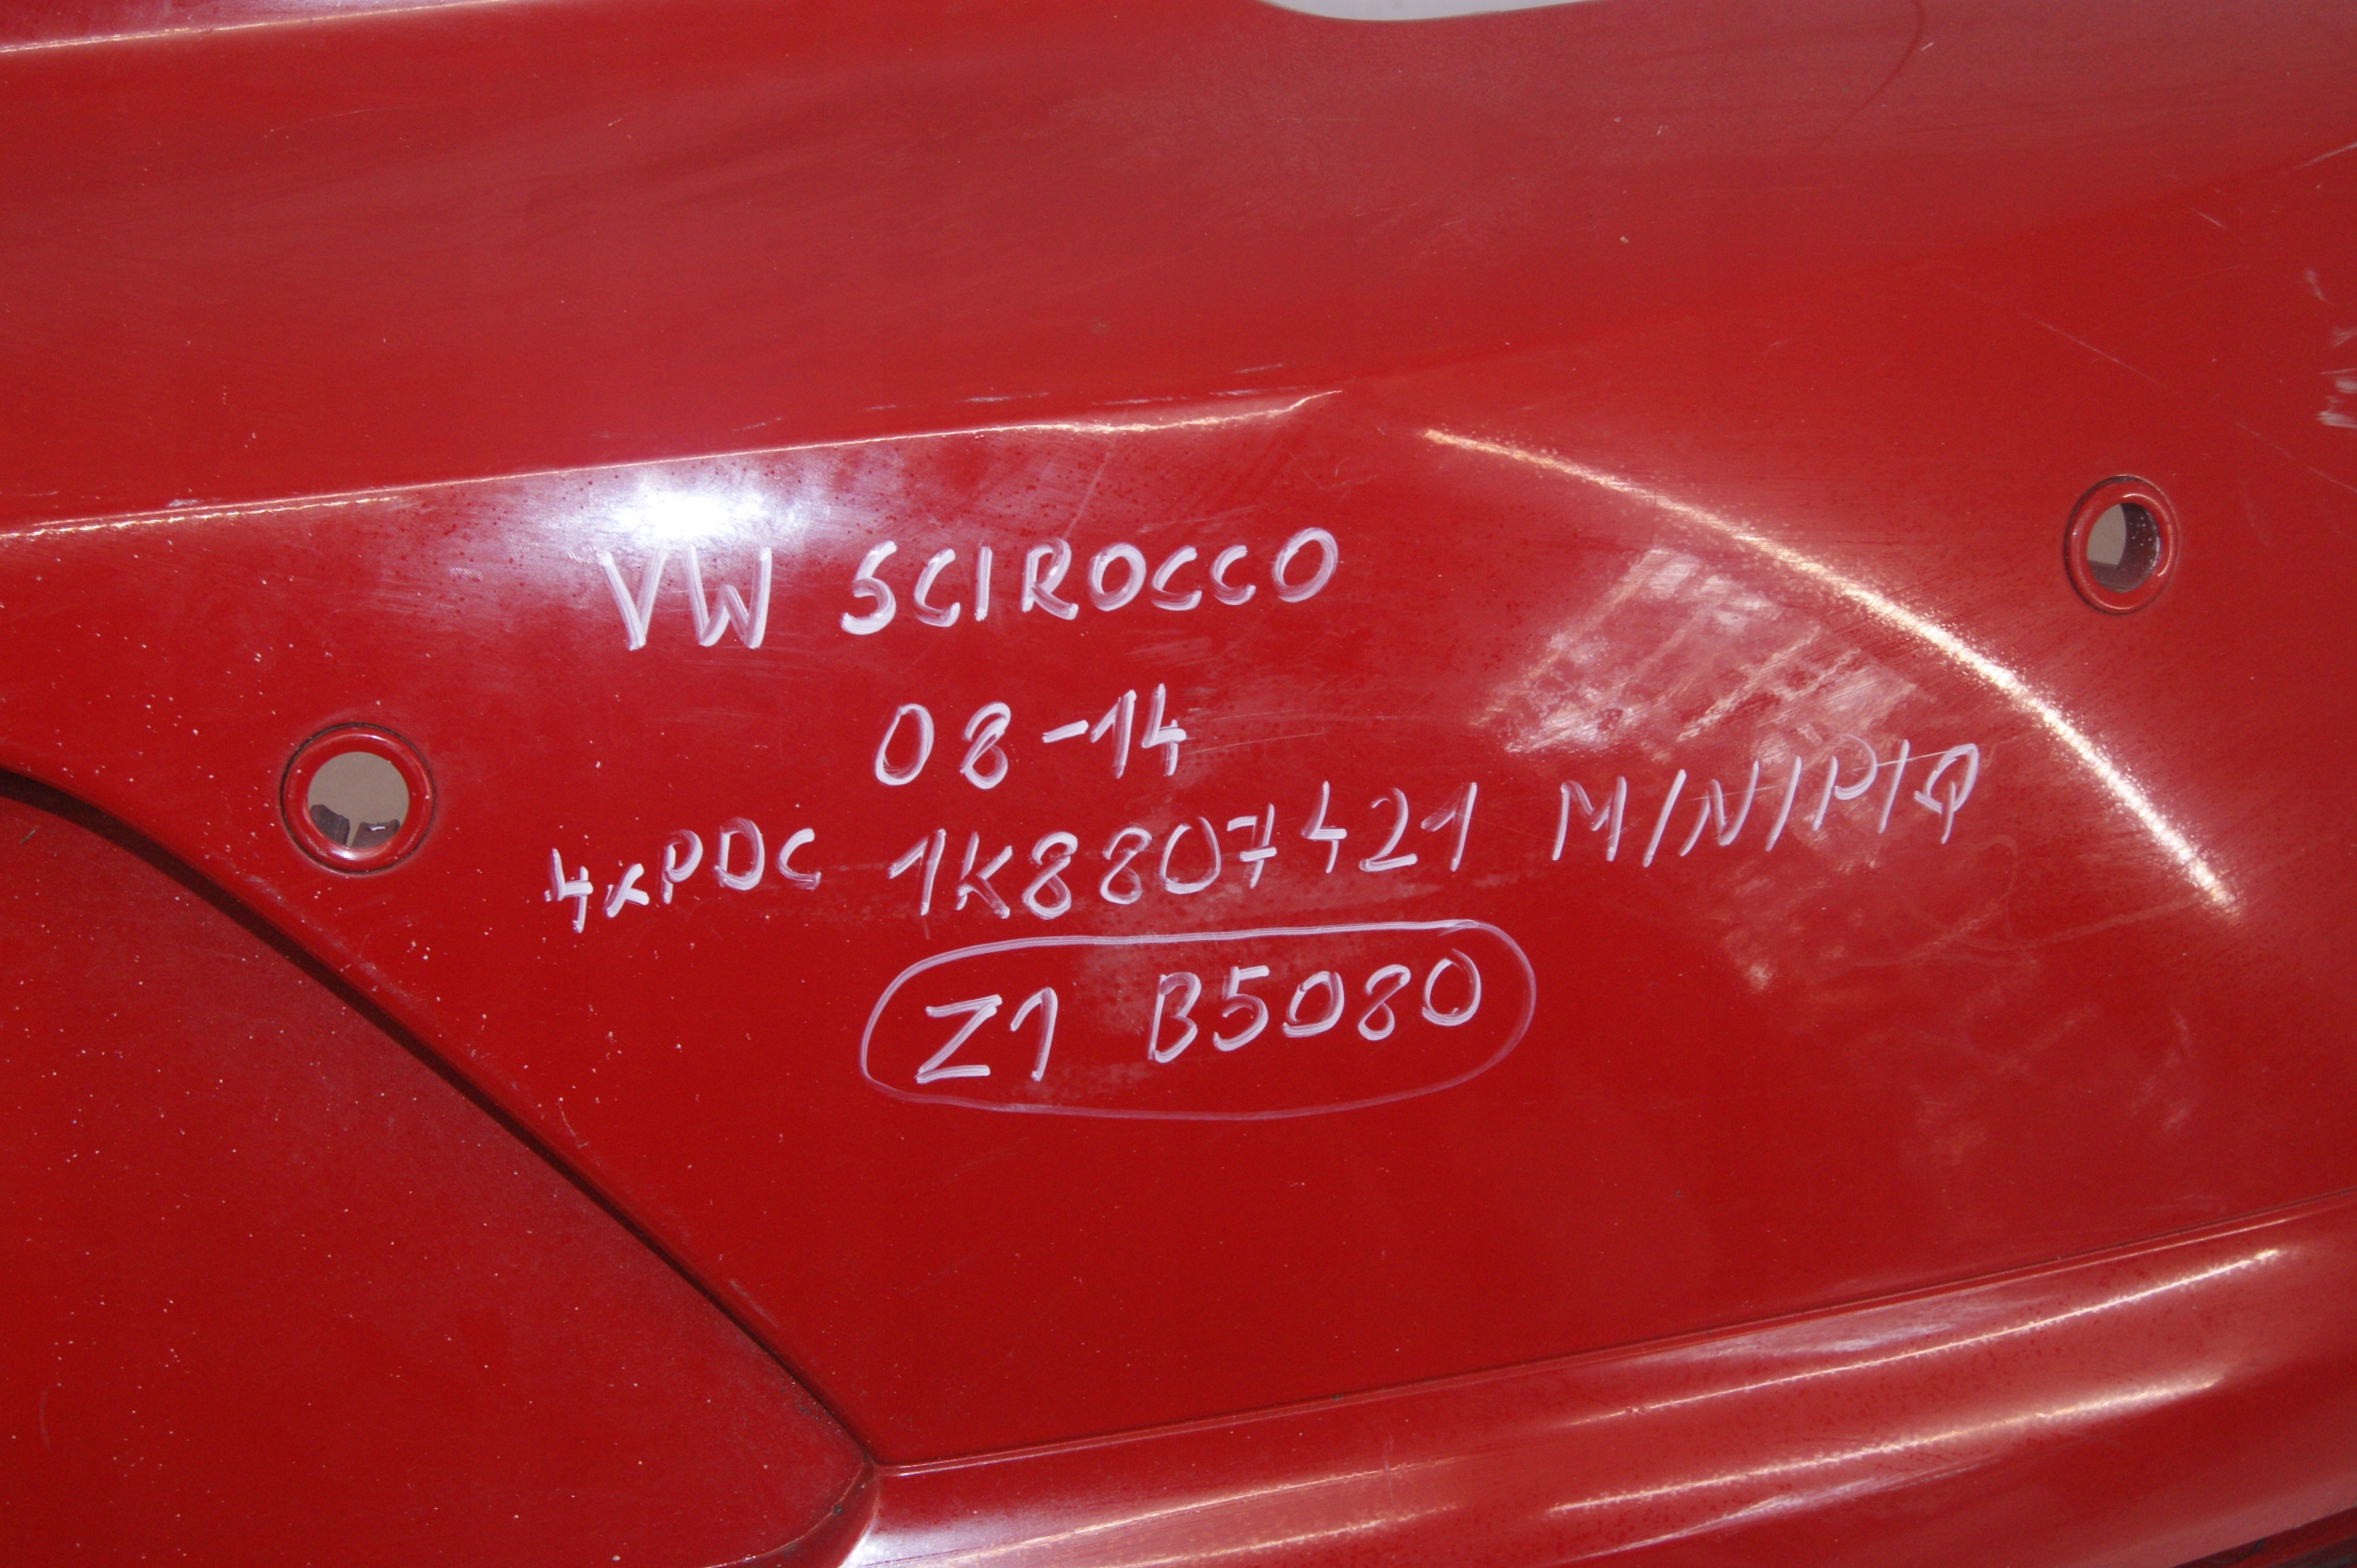 VW SCIROCCO
08-14
4xPDC 1K8807421 M/N/P/Q
Z1 B5080